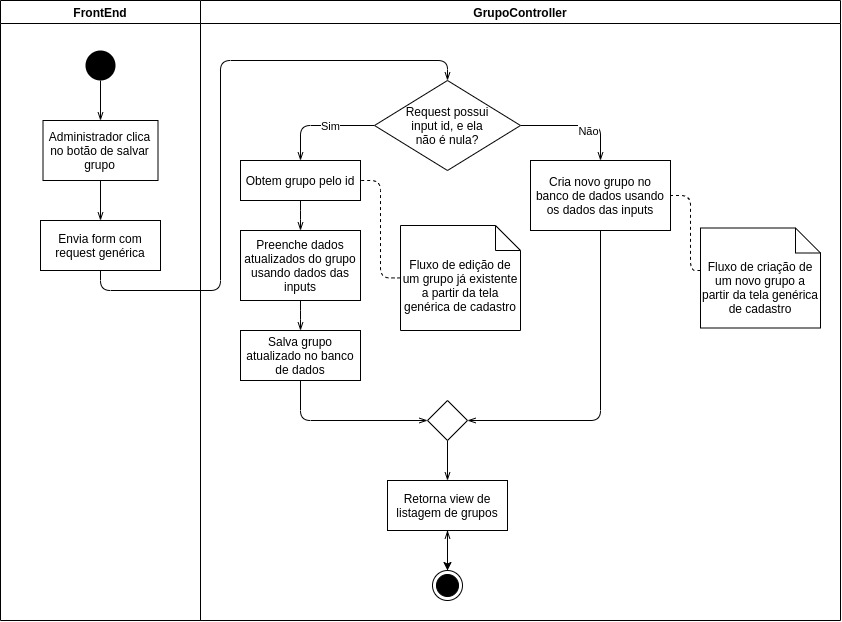 FrontEnd
GrupoController
Administrador clica
no botão de salvar
grupo
Envia form com
request genérica
Request possui
input id, e ela
não é nula?
Sim
Não
Obtem grupo pelo id
Preenche dados
atualizados do grupo
usando dados das
inputs
Salva grupo
atualizado no banco
de dados
Fluxo de edição de
um grupo já existente
a partir da tela
genérica de cadastro
Cria novo grupo no
banco de dados usando
os dados das inputs
Fluxo de criação de
um novo grupo a
partir da tela genérica
de cadastro
Retorna view de
listagem de grupos